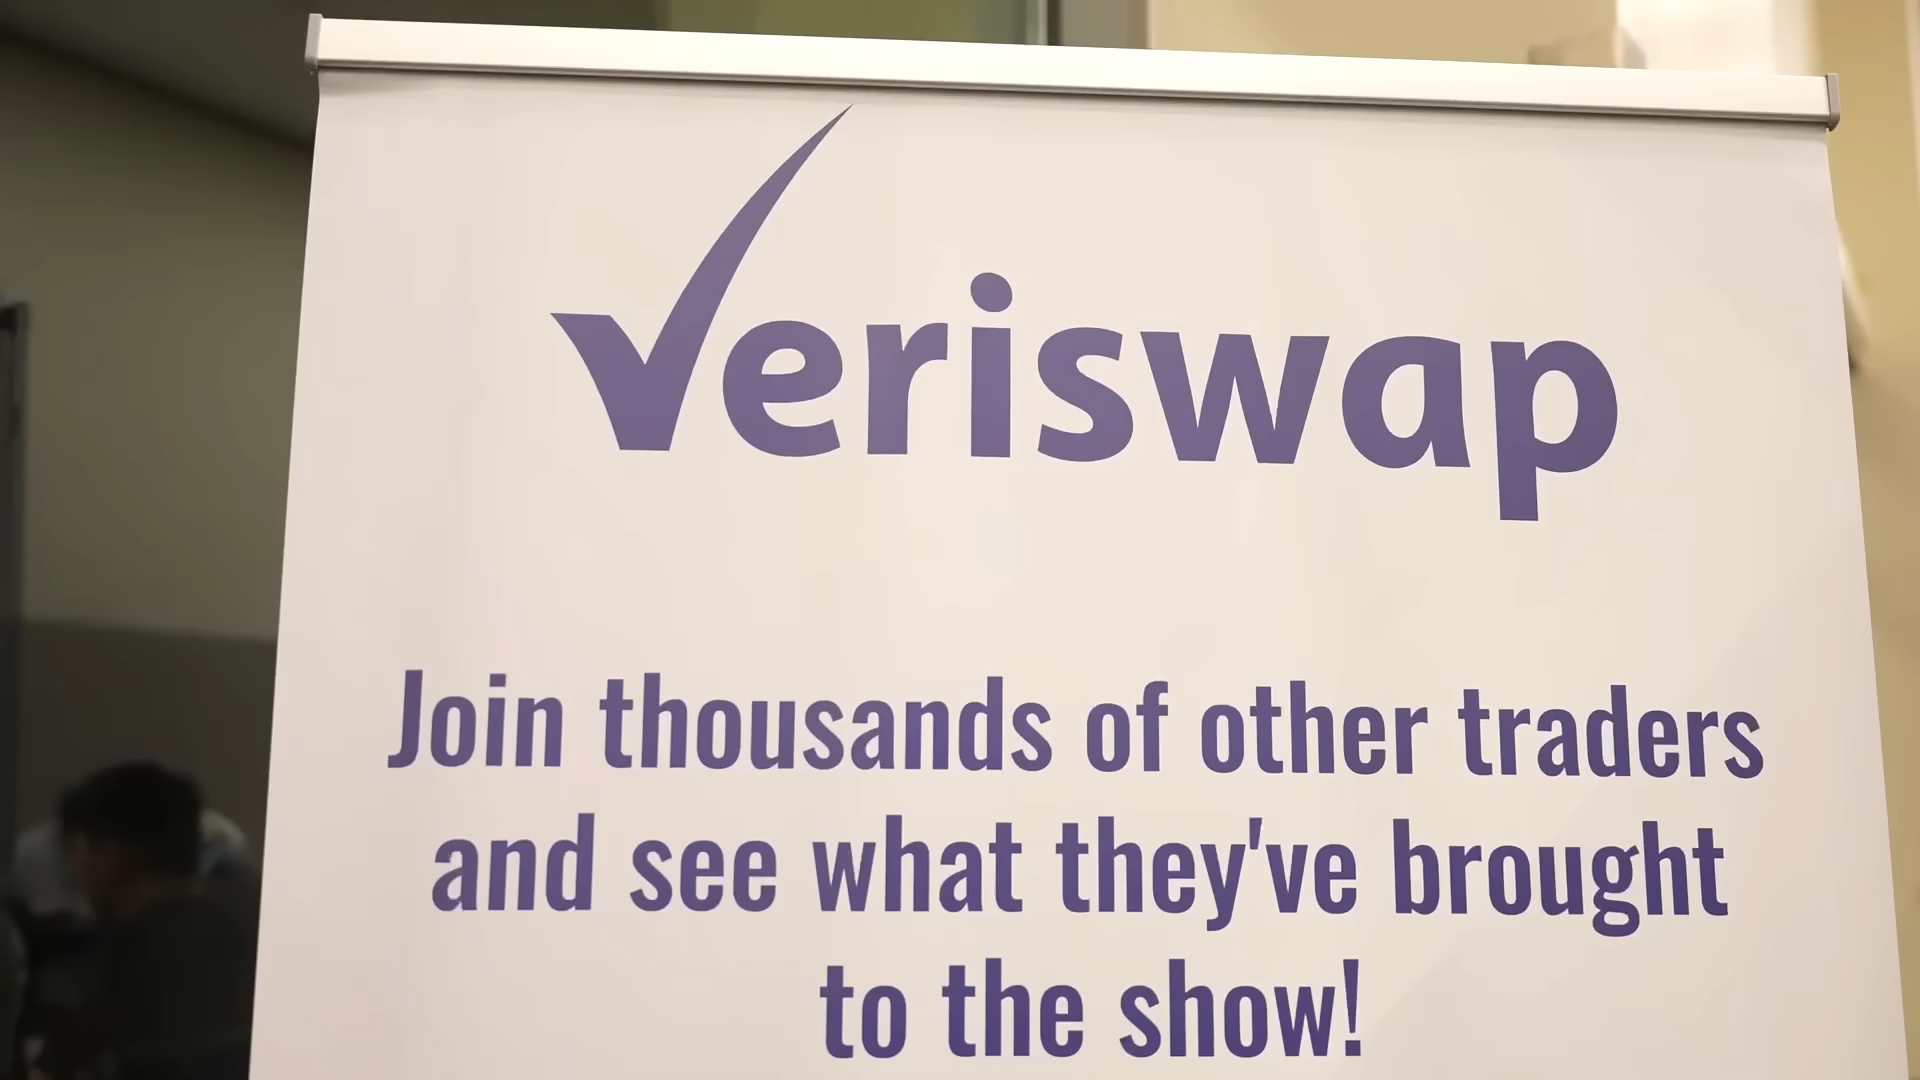 Veriswap
Join thousands of other traders
and see what they've brought
to the show!